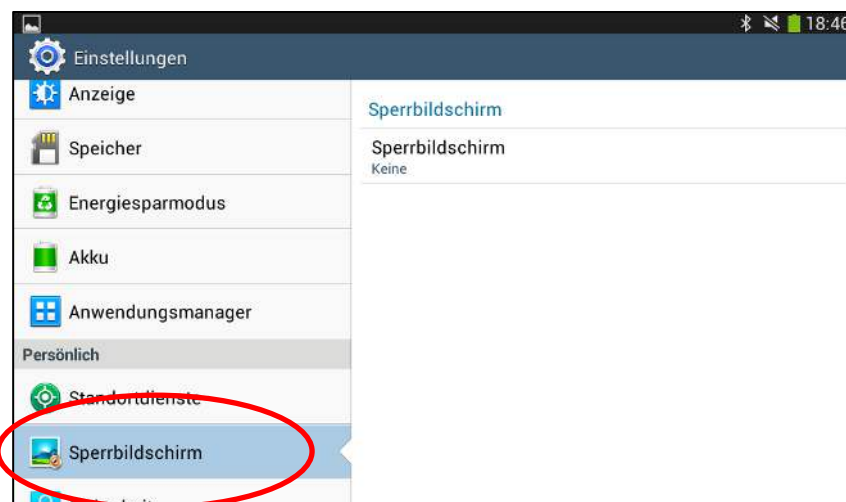 18:46
Einstellungen
Anzeige
Speicher
Energiesparmodus
Akku
Anwendungsmanager
Persönlich
Standortdienste
Sperrbildschirm
Sperrbildschirm
Sperrbildschirm
Keine